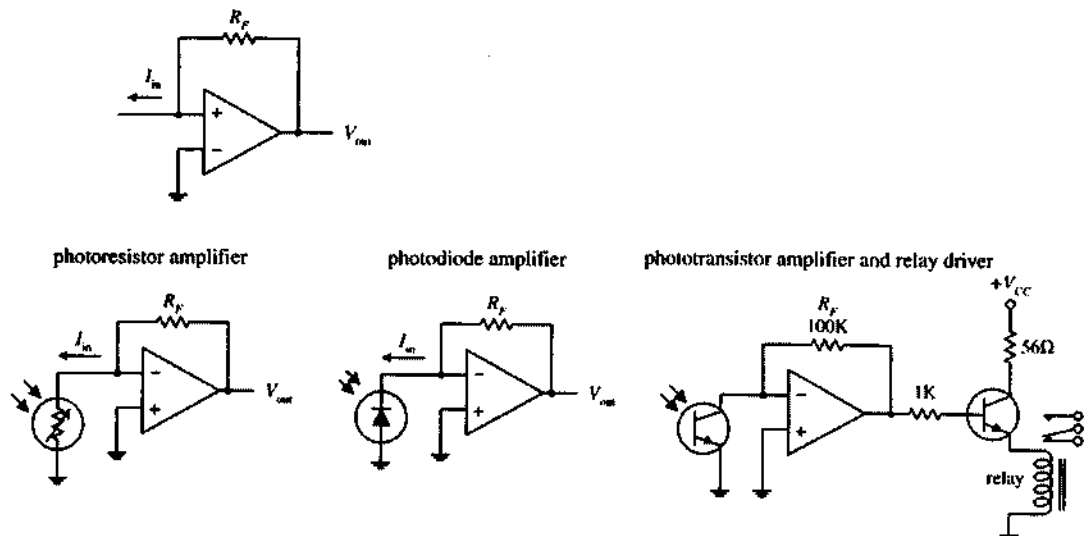 R_F
I_in
+
−
V_out
photoresistor amplifier
photodiode amplifier
phototransistor amplifier and relay driver
R_F
I_in
−
+
V_out
R_F
I_in
−
+
V_out
R_F
100K
−
+
1K
+V_CC
56Ω
relay